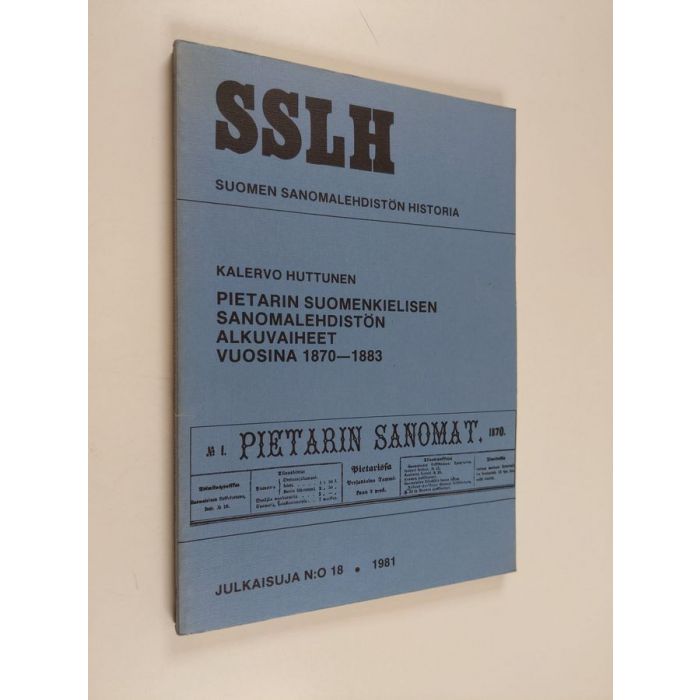 SSLH
SUOMEN SANOMALEHDISTÖN HISTORIA
KALERVO HUTTUNEN
PIETARIN SUOMENKIELISEN
SANOMALEHDISTÖN
ALKUVAIHEET
VUOSINA 1870—1883
№ 1. PIETARIN SANOMAT. 1870.
Pietarissa
JULKAISUJA N:O 18 • 1981